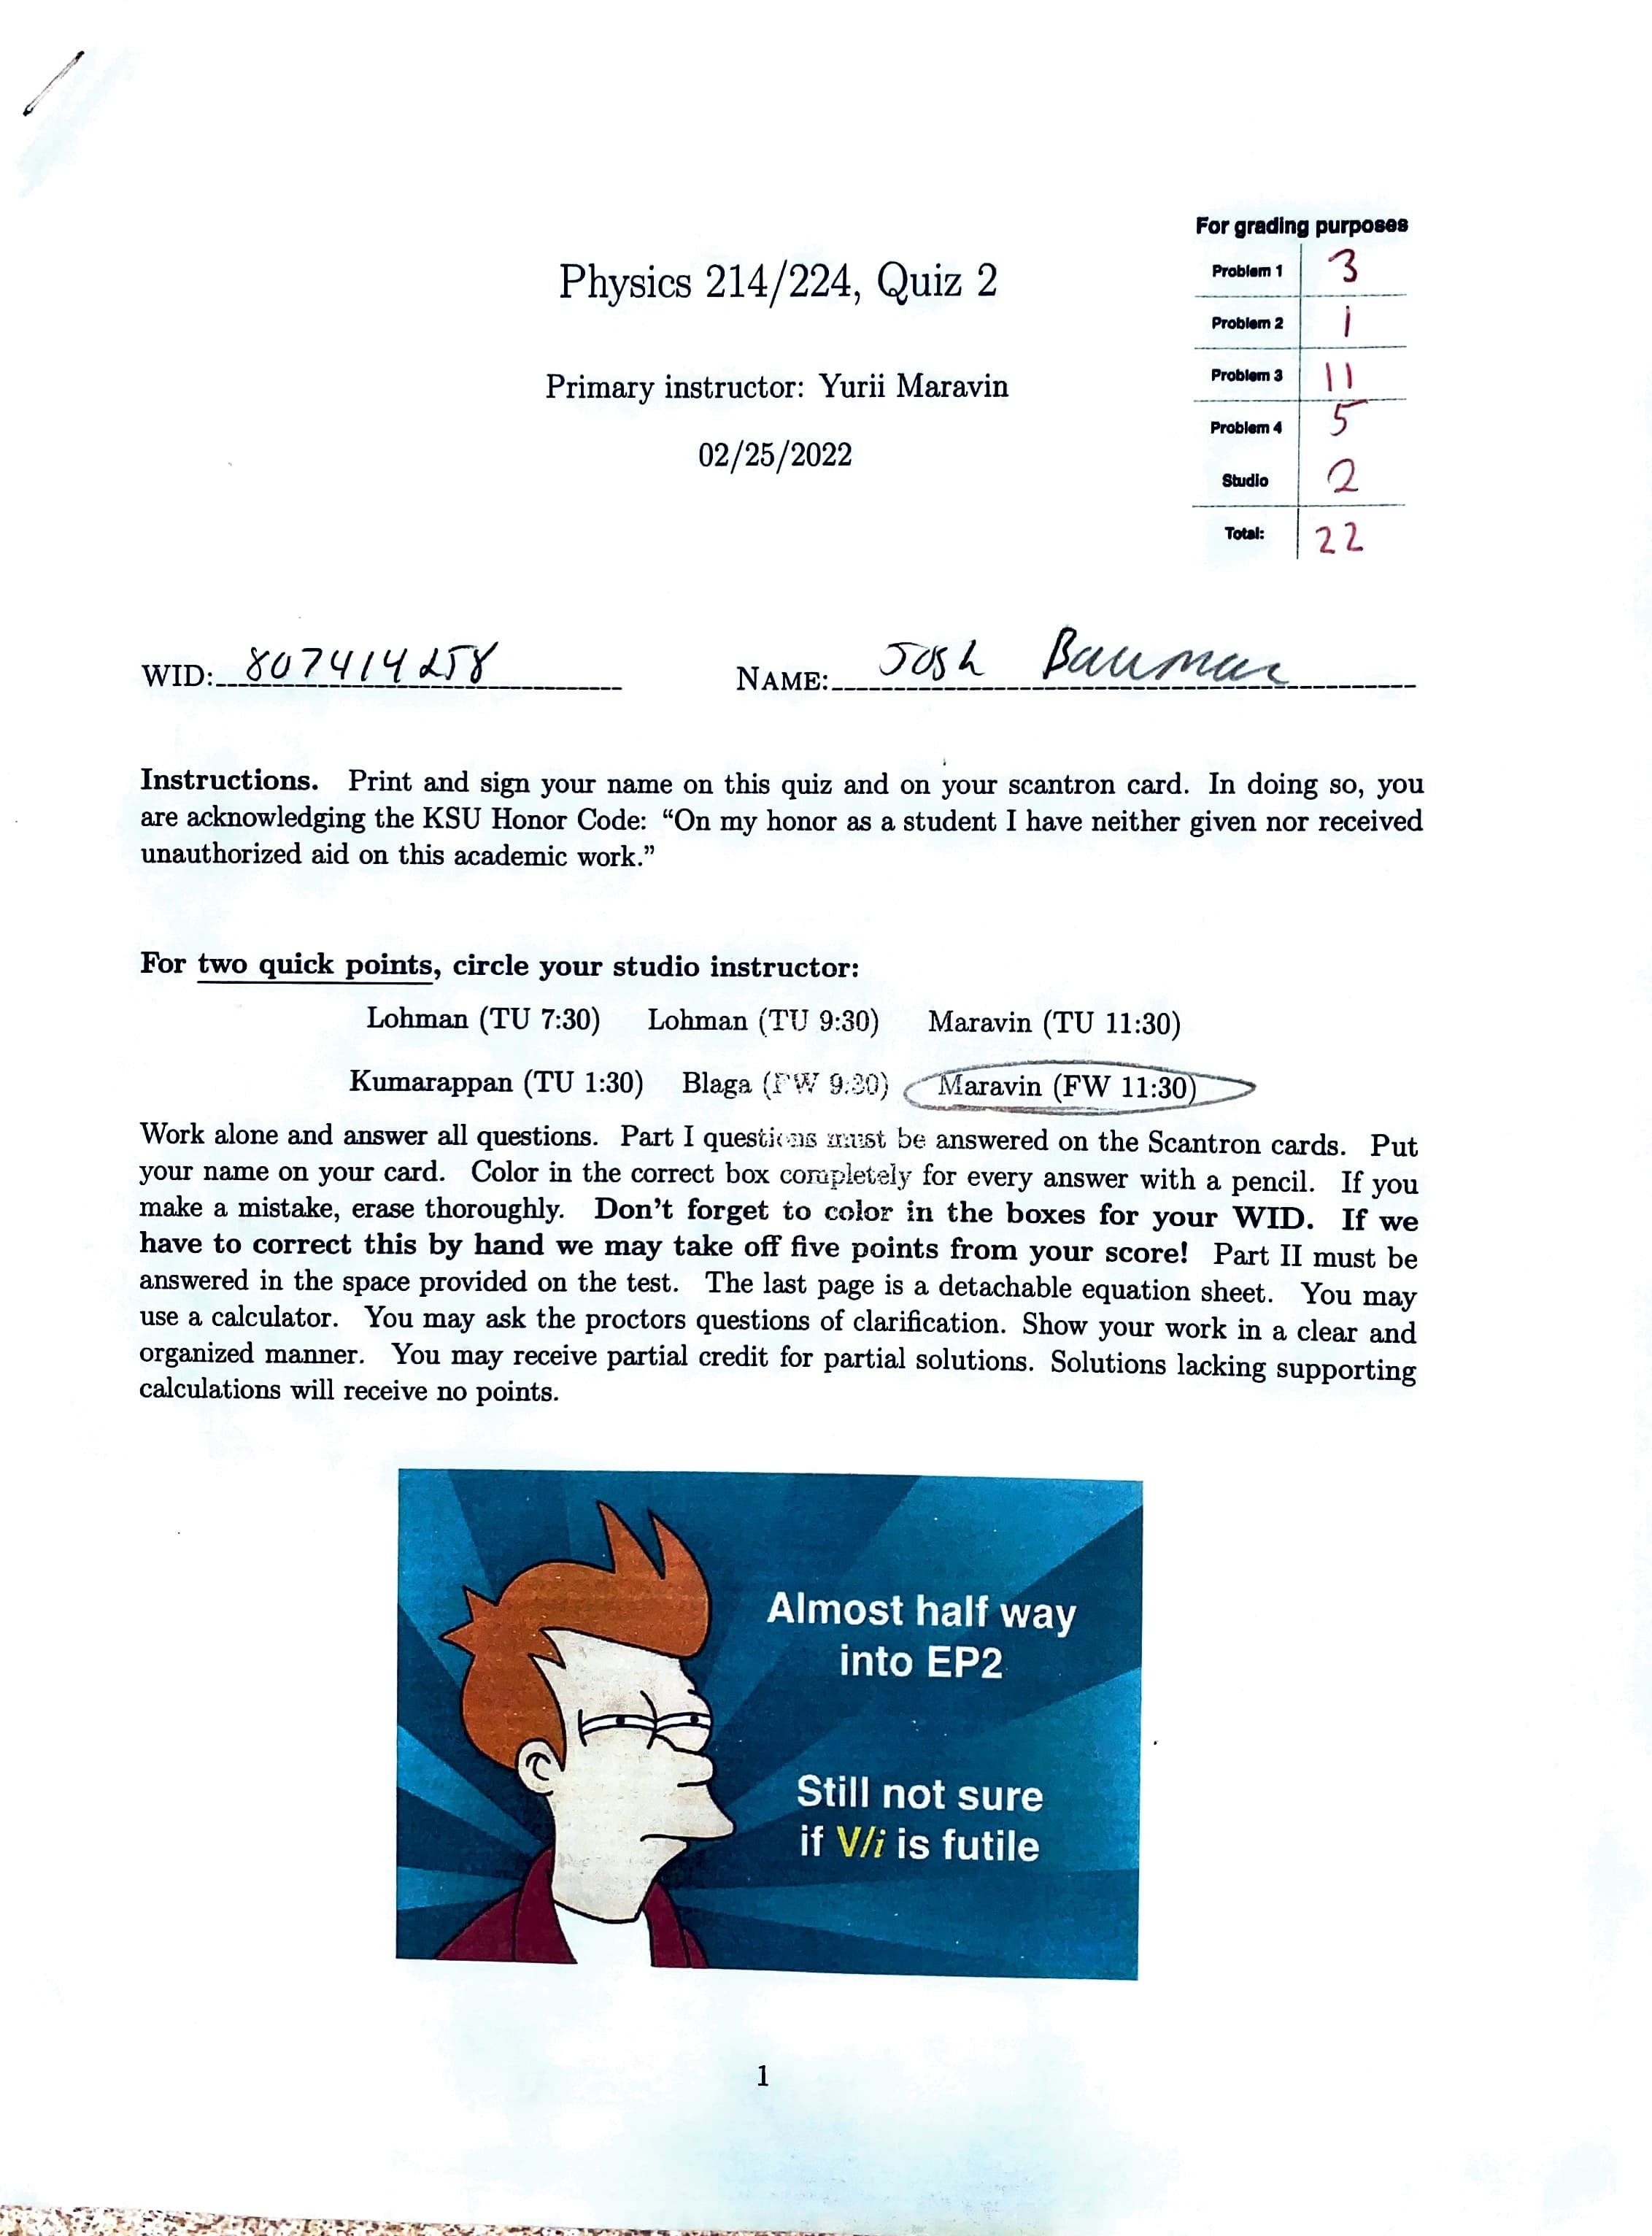 For grading purposes
Problem 1 3
Problem 2 1
Problem 3 11
Problem 4 5
Studio 2
Total: 22
Physics 214/224, Quiz 2
Primary instructor: Yurii Maravin
02/25/2022
WID: 807414258 NAME: Josh Bauman
Instructions. Print and sign your name on this quiz and on your scantron card. In doing so, you
are acknowledging the KSU Honor Code: “On my honor as a student I have neither given nor received
unauthorized aid on this academic work.”
For two quick points, circle your studio instructor:
Lohman (TU 7:30) Lohman (TU 9:30) Maravin (TU 11:30)
Kumarappan (TU 1:30) Blaga (FW 9:30) Maravin (FW 11:30)
Work alone and answer all questions. Part I questions must be answered on the Scantron cards. Put
your name on your card. Color in the correct box completely for every answer with a pencil. If you
make a mistake, erase thoroughly. Don't forget to color in the boxes for your WID. If we
have to correct this by hand we may take off five points from your score! Part II must be
answered in the space provided on the test. The last page is a detachable equation sheet. You may
use a calculator. You may ask the proctors questions of clarification. Show your work in a clear and
organized manner. You may receive partial credit for partial solutions. Solutions lacking supporting
calculations will receive no points.
Almost half way
into EP2
Still not sure
if V/i is futile
1